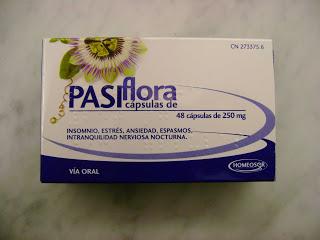 CN 273375.6
PASIflora
cápsulas de
48 cápsulas de 250 mg
INSOMNIO, ESTRÉS, ANSIEDAD, ESPASMOS,
INTRANQUILIDAD NERVIOSA NOCTURNA.
VÍA ORAL
HOMEOSOR